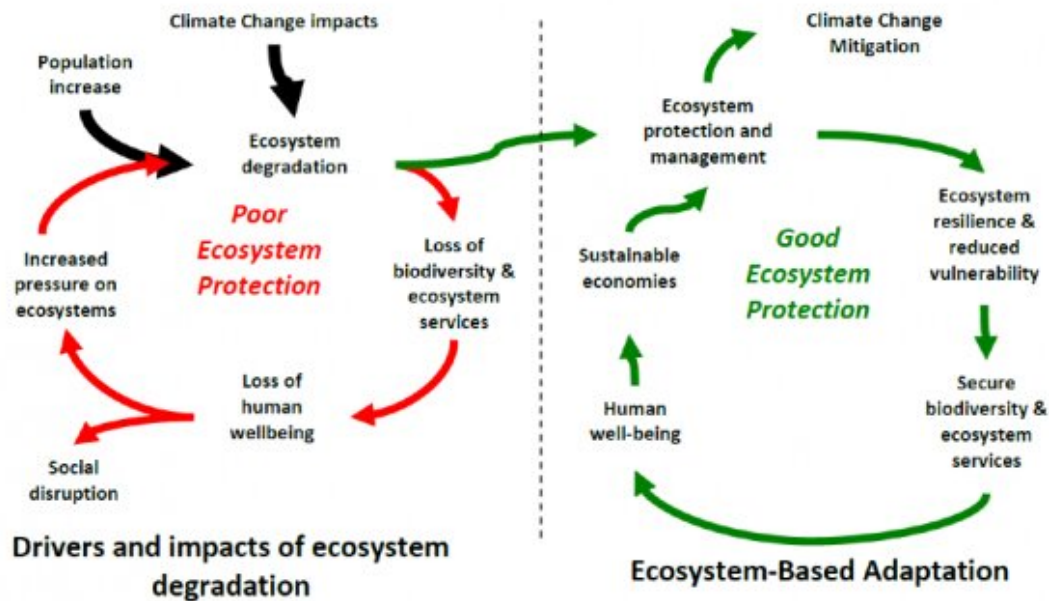 Climate Change impacts
Population
increase
Ecosystem
degradation
Poor
Ecosystem
Protection
Increased
pressure on
ecosystems
Loss of
biodiversity &
ecosystem
services
Loss of
human
wellbeing
Social
disruption
Drivers and impacts of ecosystem
degradation
Climate Change
Mitigation
Ecosystem
protection and
management
Ecosystem
resilience &
reduced
vulnerability
Good
Ecosystem
Protection
Sustainable
economies
Human
well-being
Secure
biodiversity &
ecosystem
services
Ecosystem-Based Adaptation